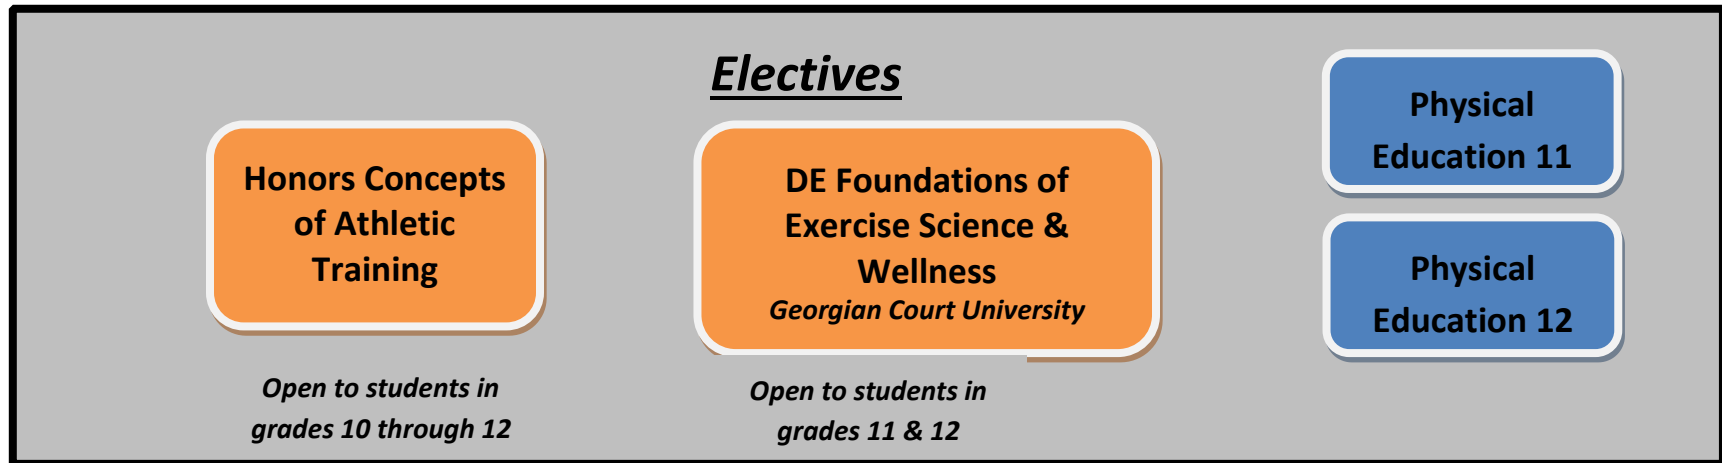 Electives
Honors Concepts
of Athletic
Training
Open to students in
grades 10 through 12
DE Foundations of
Exercise Science &
Wellness
Georgian Court University
Open to students in
grades 11 & 12
Physical
Education 11
Physical
Education 12